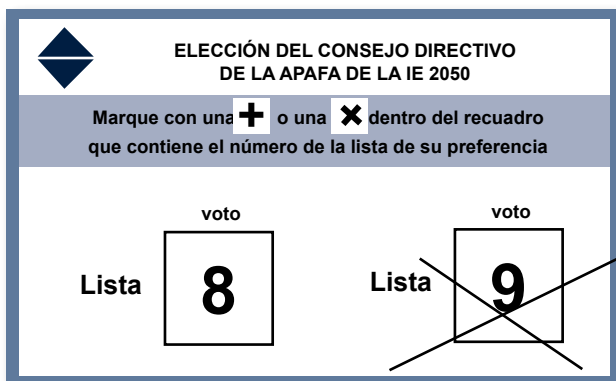 ELECCIÓN DEL CONSEJO DIRECTIVO
DE LA APAFA DE LA IE 2050
Marque con una + o una × dentro del recuadro
que contiene el número de la lista de su preferencia
voto
voto
Lista 8
Lista 9